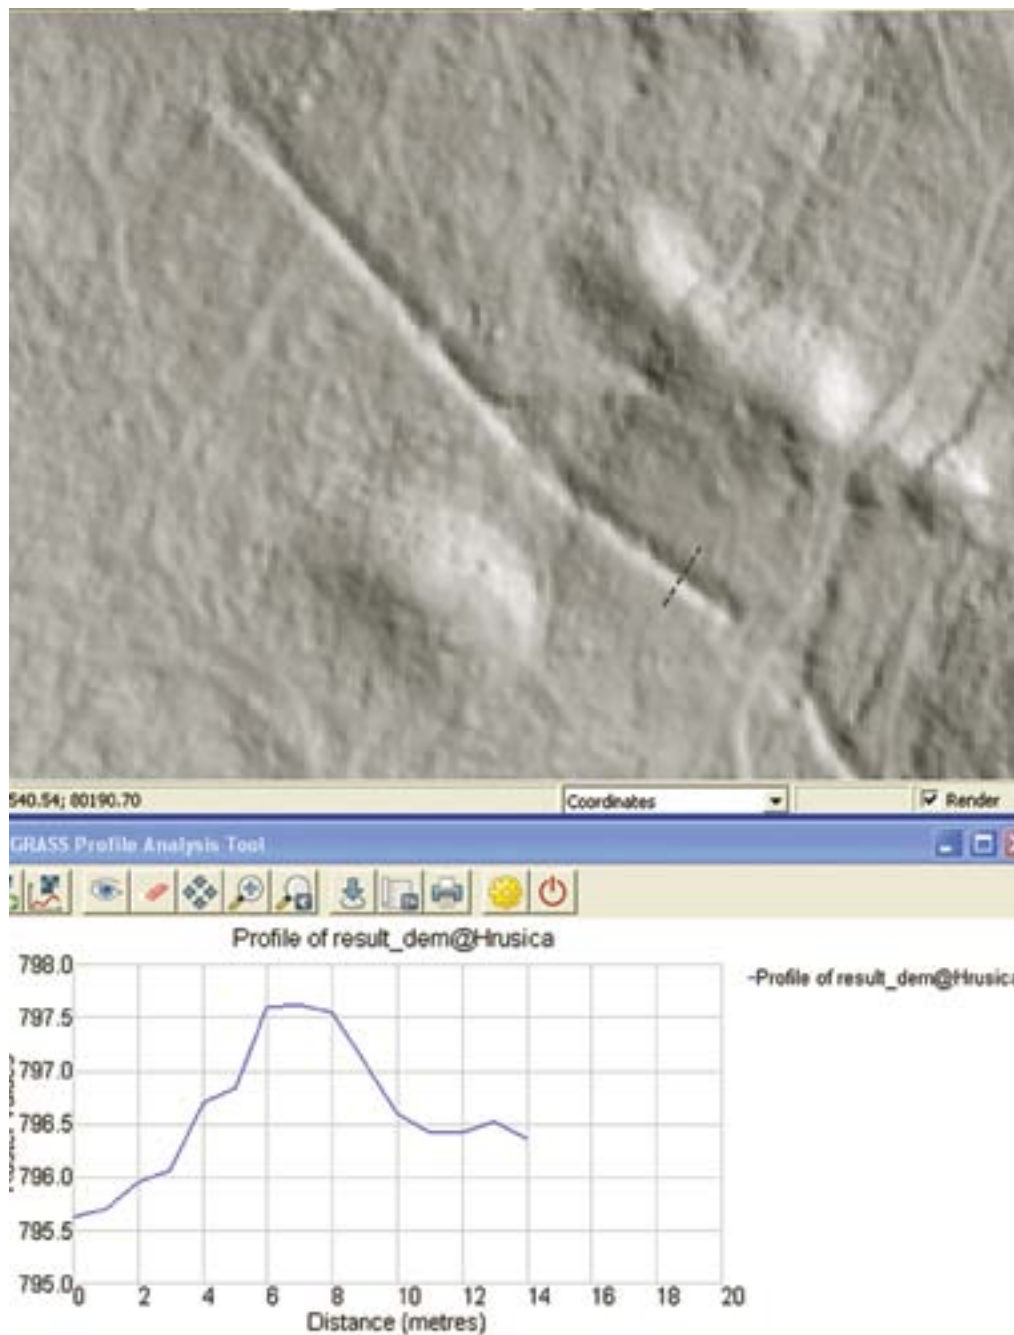 540.54; 80190.70
Coordinates
Render
GRASS Profile Analysis Tool
Profile of result_dem@Hrusica
Profile of result_dem@Hrusica
798.0
797.5
797.0
796.5
796.0
795.5
795.0
0 2 4 6 8 10 12 14 16 18 20
Distance (metres)